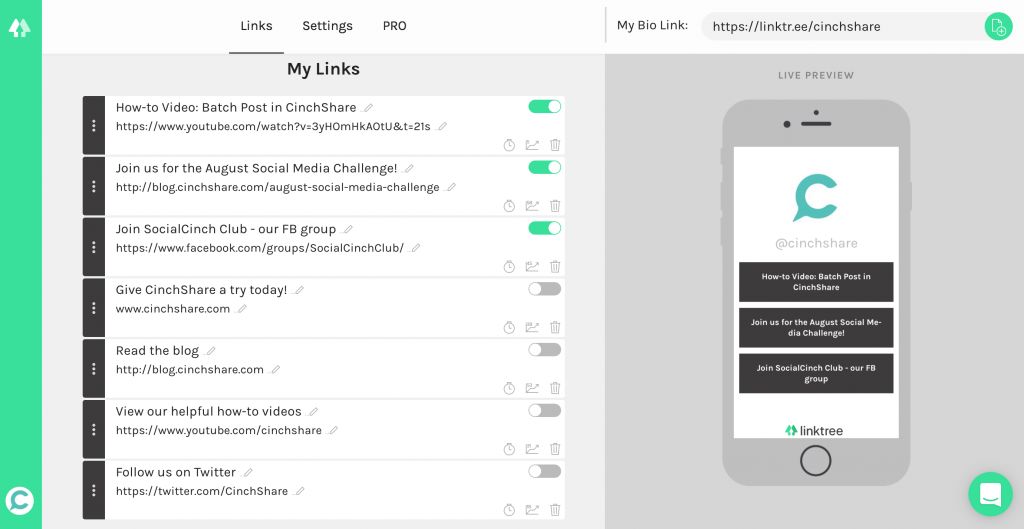 Links
Settings
PRO
My Bio Link:
https://linktr.ee/cinchshare
My Links
How-to Video: Batch Post in CinchShare
https://www.youtube.com/watch?v=3yHOmHkAOtU&t=21s
Join us for the August Social Media Challenge!
http://blog.cinchshare.com/august-social-media-challenge
Join SocialCinch Club - our FB group
https://www.facebook.com/groups/SocialCinchClub/
Give CinchShare a try today!
www.cinchshare.com
Read the blog
http://blog.cinchshare.com
View our helpful how-to videos
https://www.youtube.com/cinchshare
Follow us on Twitter
https://twitter.com/CinchShare
LIVE PREVIEW
@cinchshare
How-to Video: Batch Post in
CinchShare
Join us for the August Social Me-
dia Challenge!
Join SocialCinch Club - our FB
group
linktree